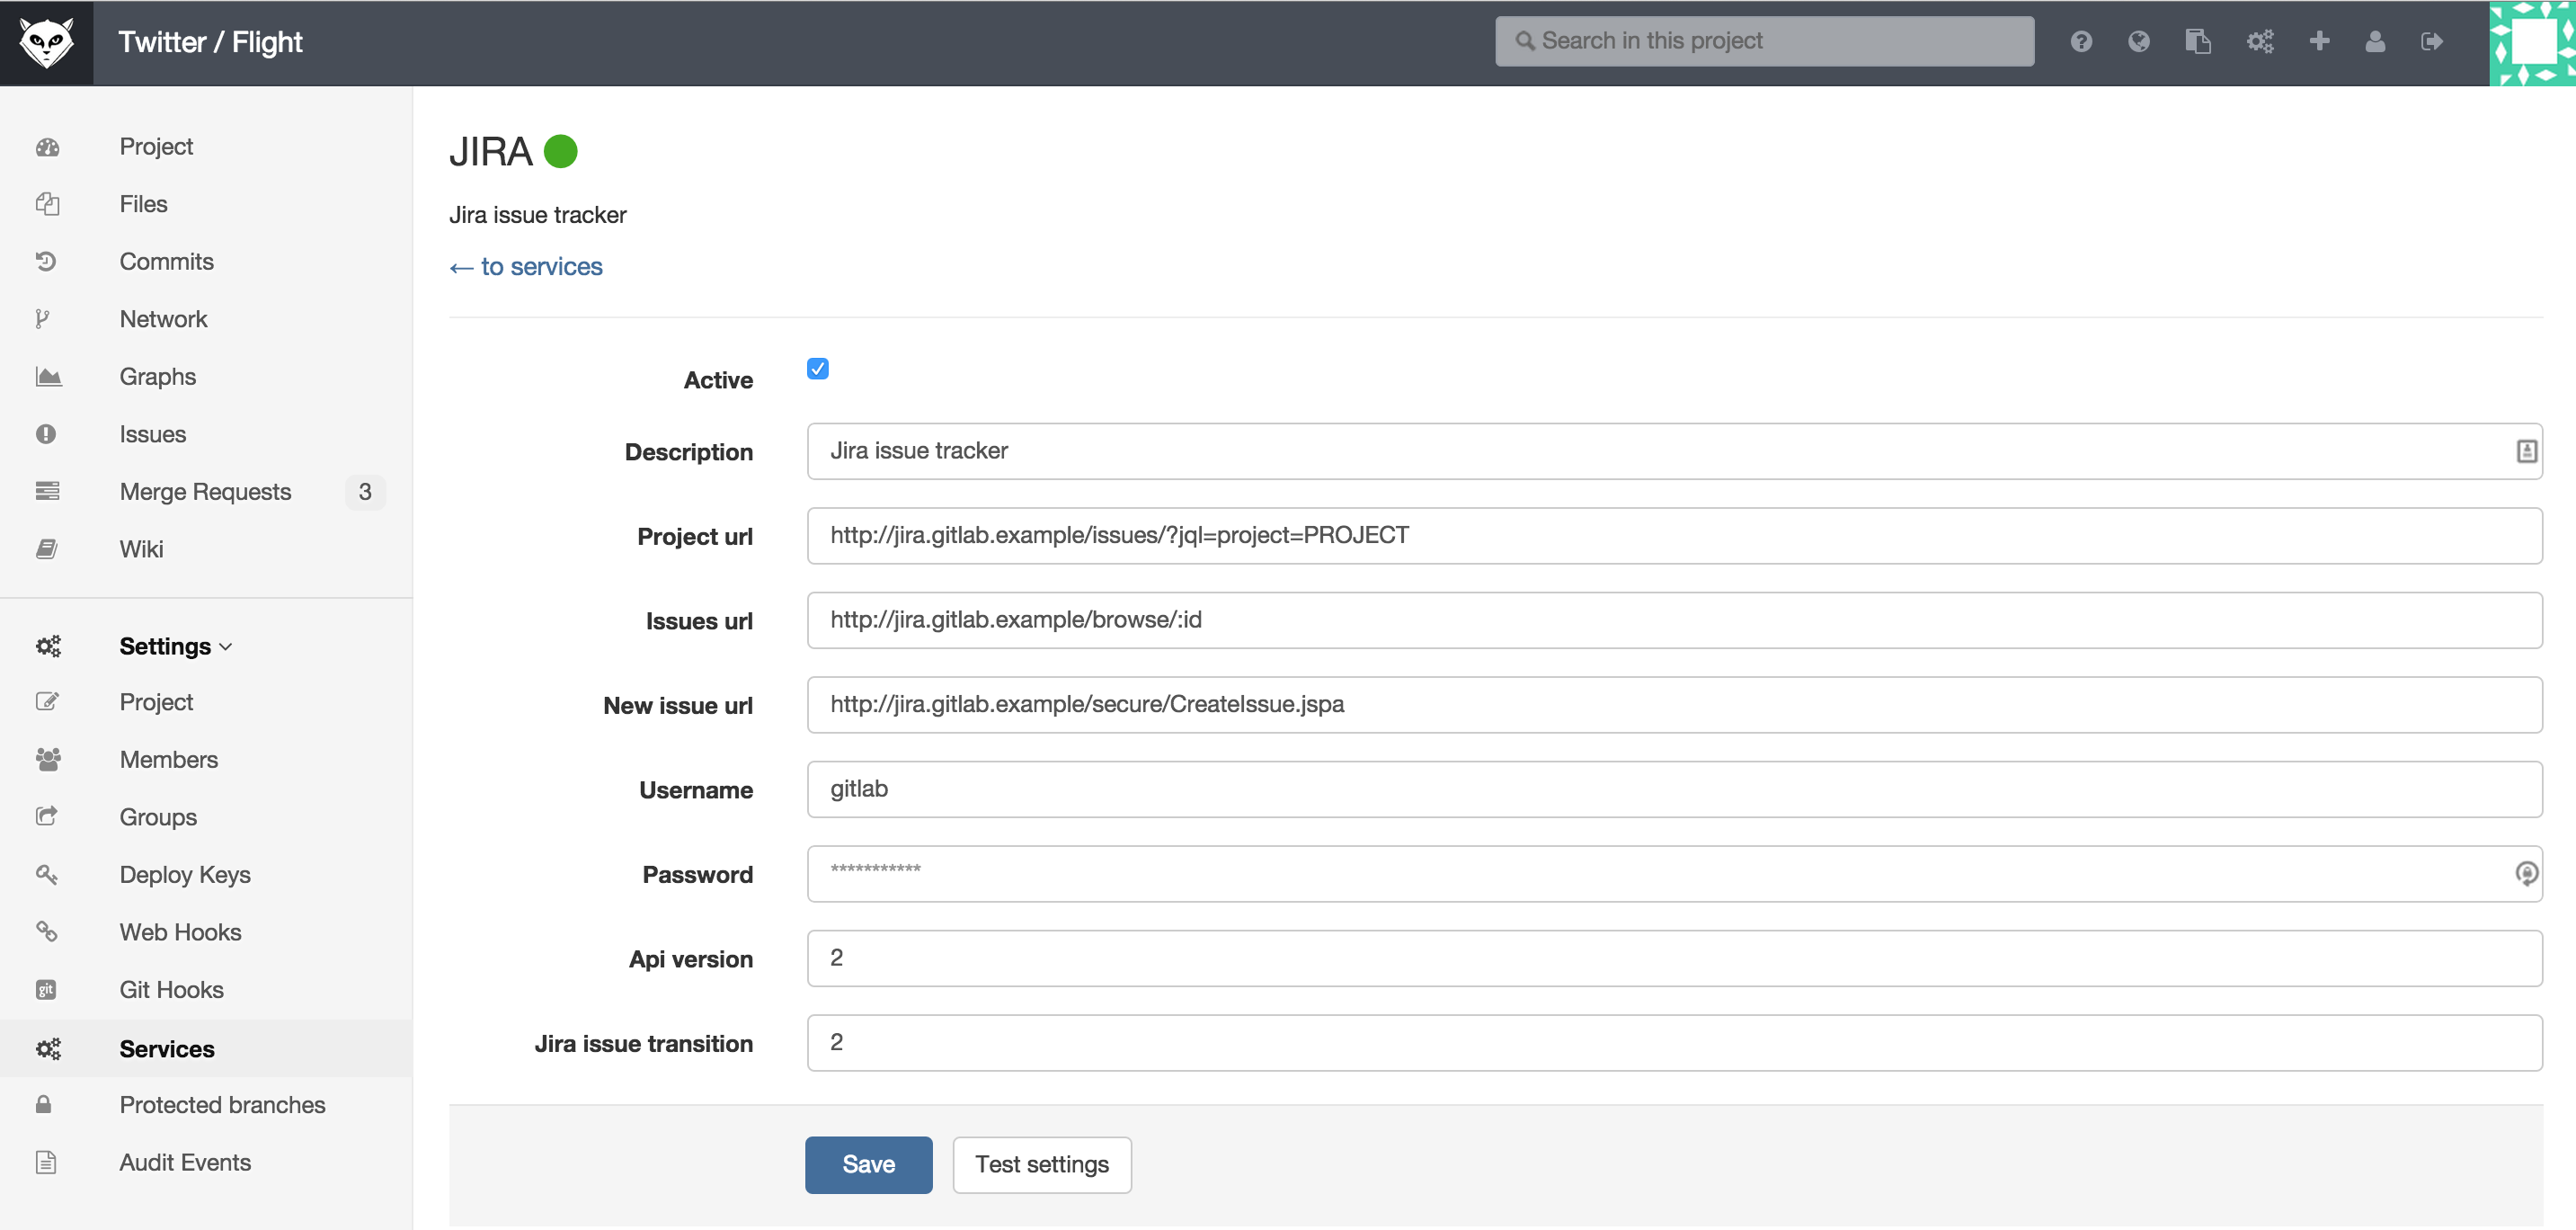 Twitter / Flight
Search in this project
Project
Files
Commits
Network
Graphs
Issues
Merge Requests 3
Wiki
Settings
Project
Members
Groups
Deploy Keys
Web Hooks
git Git Hooks
Services
Protected branches
Audit Events
JIRA
Jira issue tracker
← to services
Active
Description Jira issue tracker
Project url http://jira.gitlab.example/issues/?jql=project=PROJECT
Issues url http://jira.gitlab.example/browse/:id
New issue url http://jira.gitlab.example/secure/CreateIssue.jspa
Username gitlab
Password ***********
Api version 2
Jira issue transition 2
Save Test settings